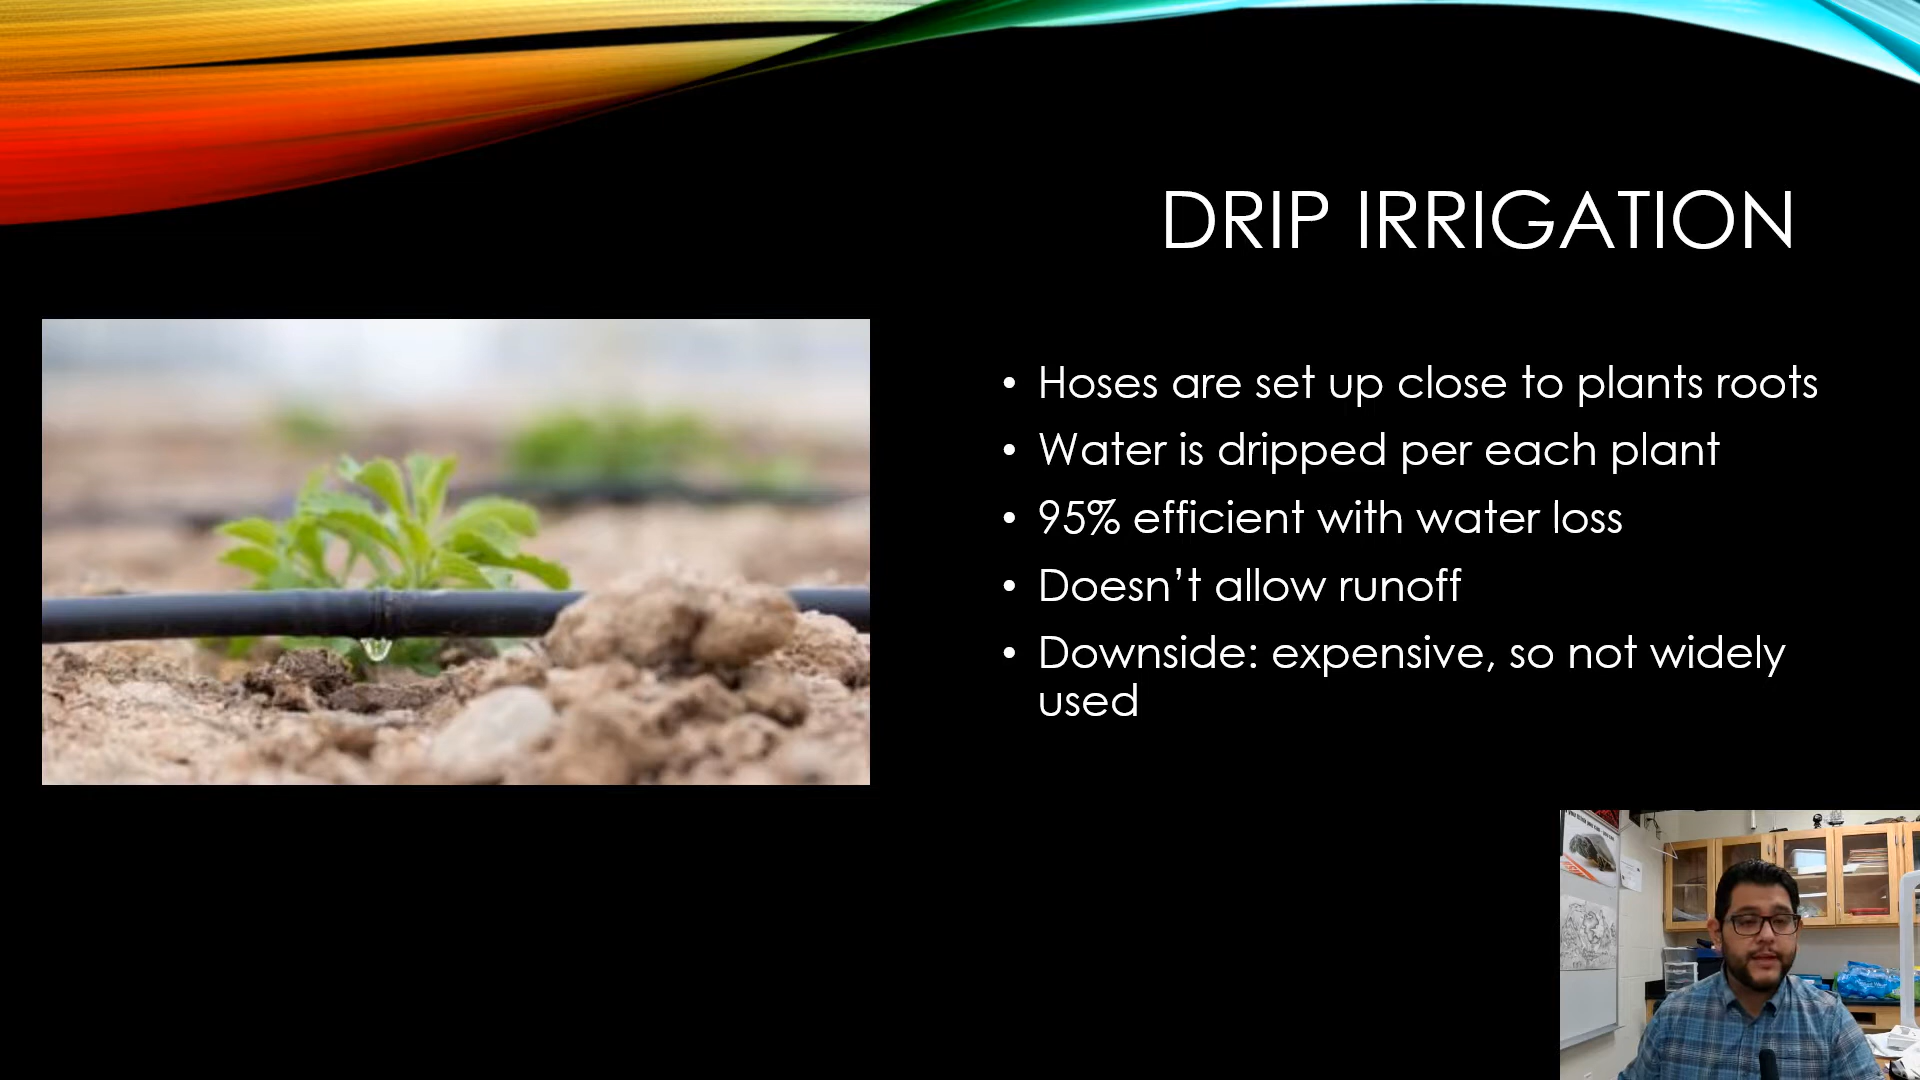 DRIP IRRIGATION
• Hoses are set up close to plants roots
• Water is dripped per each plant
• 95% efficient with water loss
• Doesn’t allow runoff
• Downside: expensive, so not widely
used